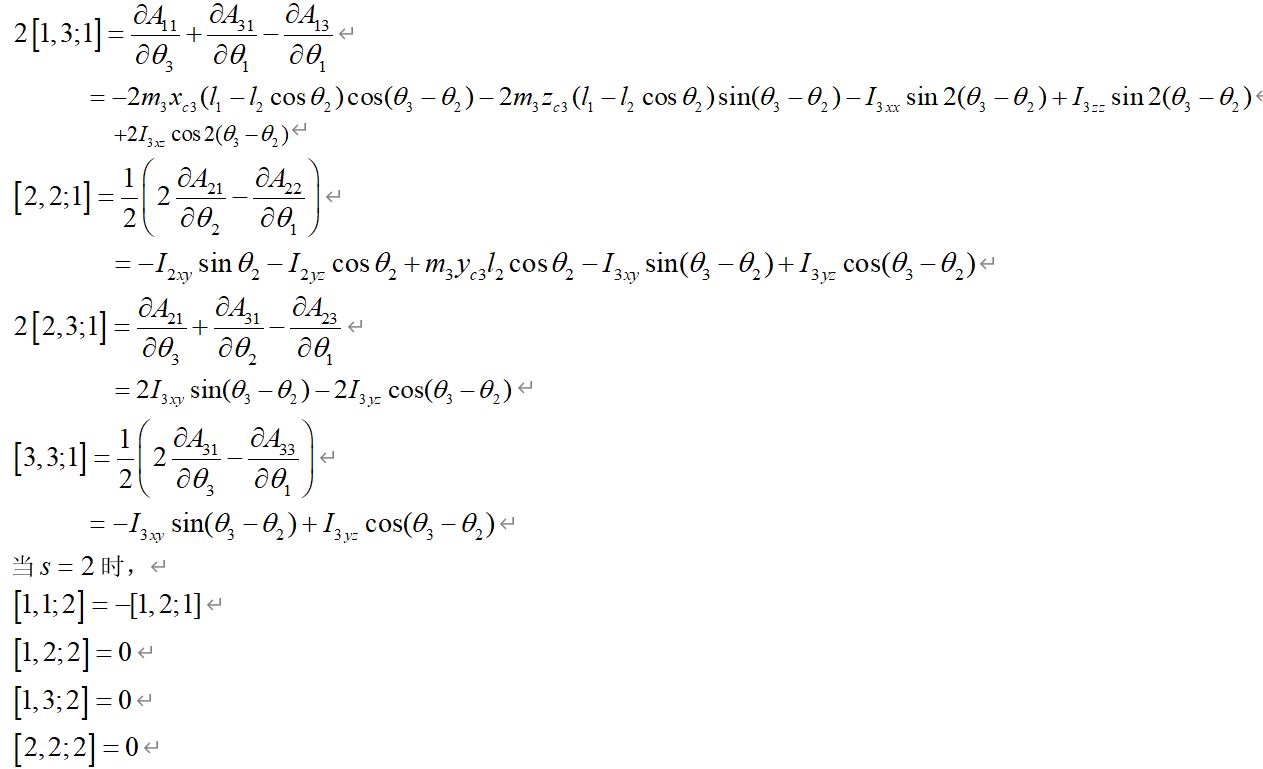 2[1,3;1] = ∂A₁₁/∂θ₃ + ∂A₃₁/∂θ₁ − ∂A₁₃/∂θ₁ ↵
= −2m₃x_{c3}(l₁ − l₂ cos θ₂)cos(θ₃ − θ₂) − 2m₃z_{c3}(l₁ − l₂ cos θ₂)sin(θ₃ − θ₂) − I_{3xx} sin 2(θ₃ − θ₂) + I_{3zz} sin 2(θ₃ − θ₂) ↵
+2I_{3xz} cos 2(θ₃ − θ₂) ↵
[2,2;1] = 1/2 (2 ∂A₂₁/∂θ₂ − ∂A₂₂/∂θ₁) ↵
= −I_{2xy} sin θ₂ − I_{2yz} cos θ₂ + m₃y_{c3}l₂ cos θ₂ − I_{3xy} sin(θ₃ − θ₂) + I_{3yz} cos(θ₃ − θ₂) ↵
2[2,3;1] = ∂A₂₁/∂θ₃ + ∂A₃₁/∂θ₂ − ∂A₂₃/∂θ₁ ↵
= 2I_{3xy} sin(θ₃ − θ₂) − 2I_{3yz} cos(θ₃ − θ₂) ↵
[3,3;1] = 1/2 (2 ∂A₃₁/∂θ₃ − ∂A₃₃/∂θ₁) ↵
= −I_{3xy} sin(θ₃ − θ₂) + I_{3yz} cos(θ₃ − θ₂) ↵
当 s = 2 时， ↵
[1,1;2] = −[1,2;1] ↵
[1,2;2] = 0 ↵
[1,3;2] = 0 ↵
[2,2;2] = 0 ↵